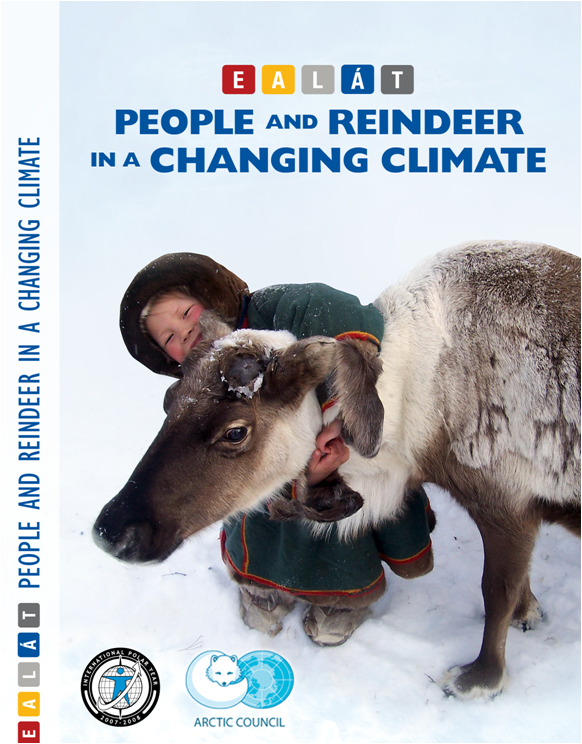 EALÁT
PEOPLE AND REINDEER
IN A CHANGING CLIMATE
EALÁT PEOPLE AND REINDEER IN A CHANGING CLIMATE
INTERNATIONAL POLAR YEAR
2007-2008
ARCTIC COUNCIL